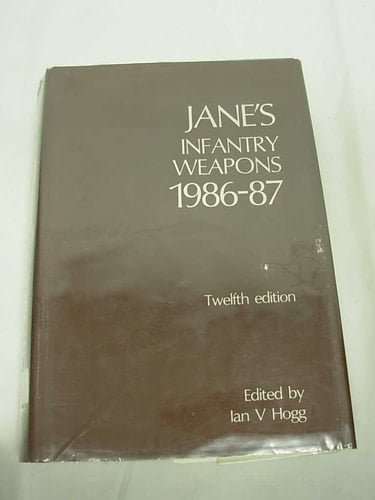 JANE'S
INFANTRY
WEAPONS
1986-87
Twelfth edition
Edited by
Ian V Hogg